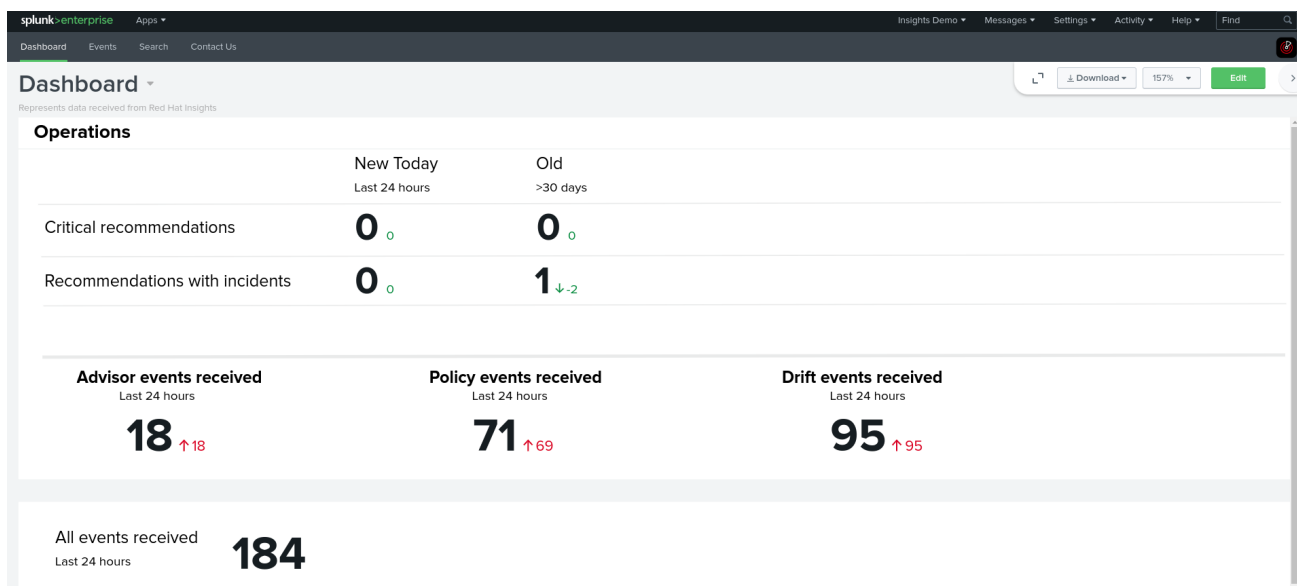 splunk>enterprise Apps Insights Demo Messages Settings Activity Help Find
Dashboard Events Search Contact Us
Dashboard Download 157% Edit
Represents data received from Red Hat Insights
Operations
New Today Old
Last 24 hours >30 days
Critical recommendations 0 0 0 0
Recommendations with incidents 0 0 1 ↓-2
Advisor events received Policy events received Drift events received
Last 24 hours Last 24 hours Last 24 hours
18 ↑18 71 ↑69 95 ↑95
All events received 184
Last 24 hours